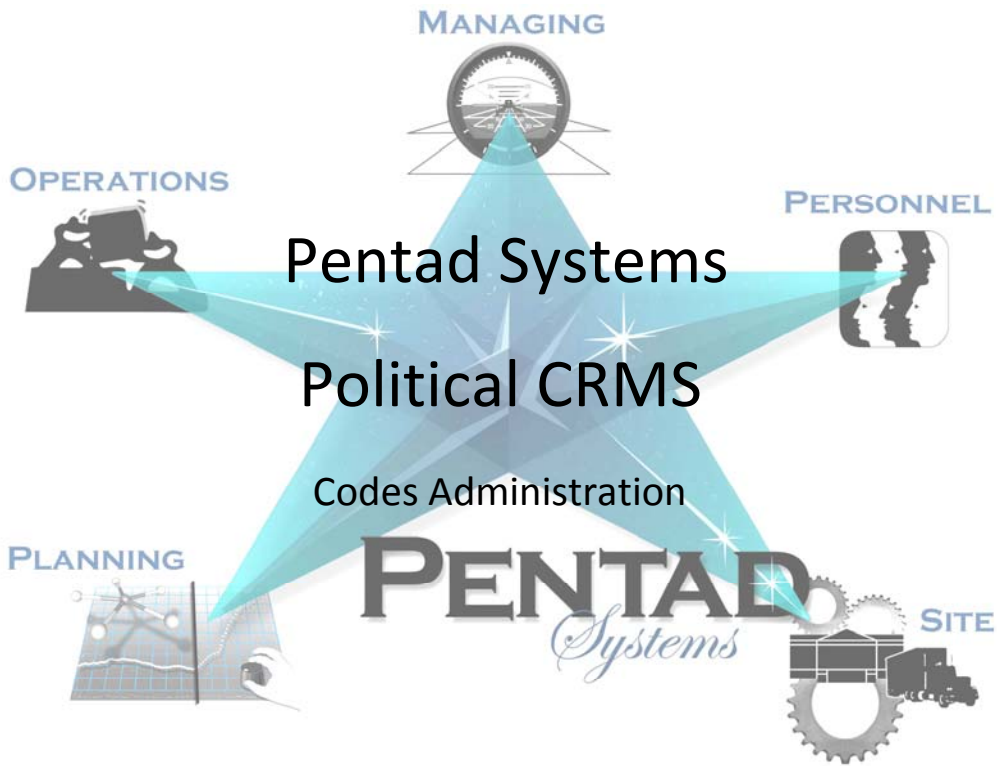 MANAGING
OPERATIONS
PERSONNEL
Pentad Systems
Political CRMS
Codes Administration
PLANNING
PENTAD
Systems
SITE